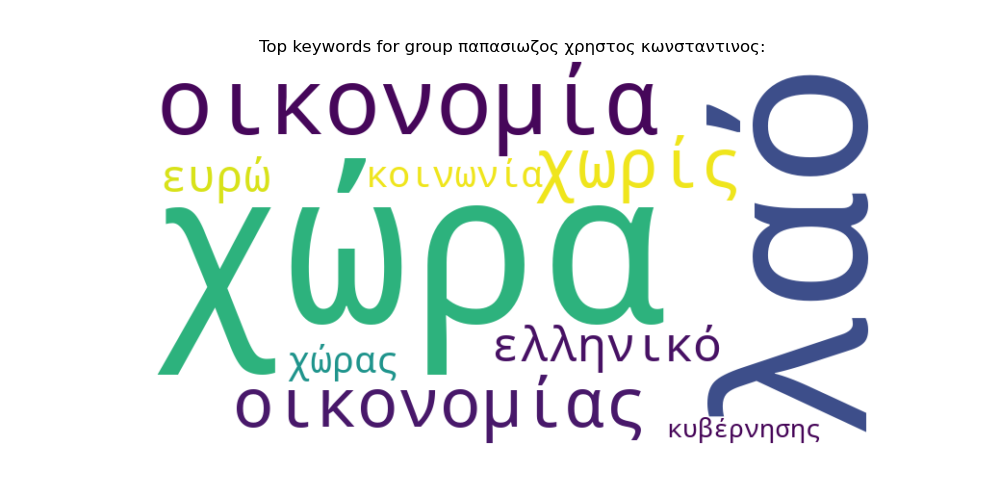 Top keywords for group παπασιωζος χρηστος κωνσταντινος:
οικονομία
λαό
ευρώ
κοινωνία
χωρίς
χώρα
ελληνικό
χώρας
οικονομίας
κυβέρνησης